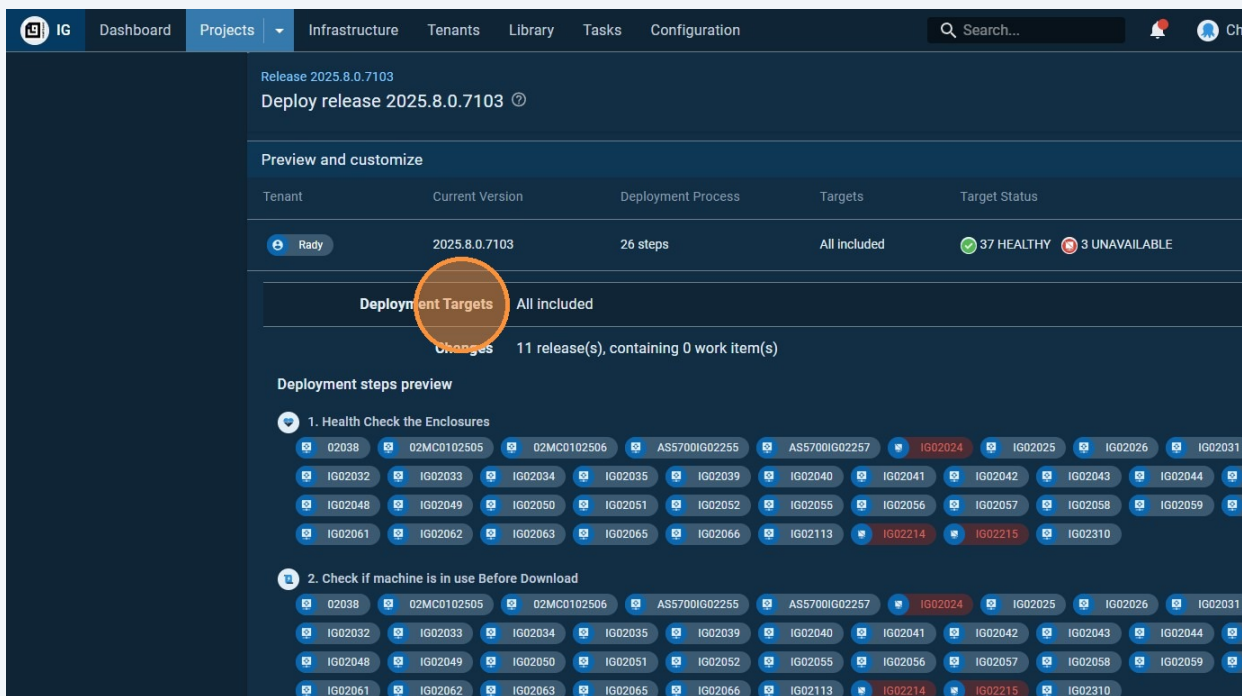 IG Dashboard Projects Infrastructure Tenants Library Tasks Configuration Search... Ch
Release 2025.8.0.7103
Deploy release 2025.8.0.7103
Preview and customize
Tenant Current Version Deployment Process Targets Target Status
Rady 2025.8.0.7103 26 steps All included 37 HEALTHY 3 UNAVAILABLE
Deployment Targets All included
Changes 11 release(s), containing 0 work item(s)
Deployment steps preview
1. Health Check the Enclosures
02038 02MC0102505 02MC0102506 AS5700IG02255 AS5700IG02257 IG02024 IG02025 IG02026 IG02031
IG02032 IG02033 IG02034 IG02035 IG02039 IG02040 IG02041 IG02042 IG02043 IG02044
IG02048 IG02049 IG02050 IG02051 IG02052 IG02055 IG02056 IG02057 IG02058 IG02059
IG02061 IG02062 IG02063 IG02065 IG02066 IG02113 IG02214 IG02215 IG02310
2. Check if machine is in use Before Download
02038 02MC0102505 02MC0102506 AS5700IG02255 AS5700IG02257 IG02024 IG02025 IG02026 IG02031
IG02032 IG02033 IG02034 IG02035 IG02039 IG02040 IG02041 IG02042 IG02043 IG02044
IG02048 IG02049 IG02050 IG02051 IG02052 IG02055 IG02056 IG02057 IG02058 IG02059
IG02061 IG02062 IG02063 IG02065 IG02066 IG02113 IG02214 IG02215 IG02310